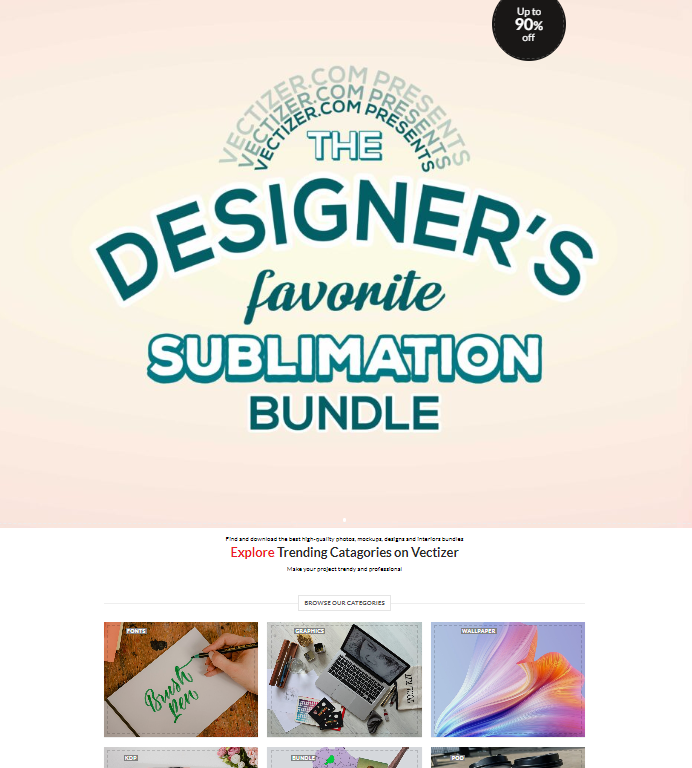 Up to
90%
off
VECTIZER.COM PRESENTS
VECTIZER.COM PRESENTS
VECTIZER.COM PRESENTS
THE
DESIGNER'S
favorite
SUBLIMATION
BUNDLE
Find and download the best high-quality photos, mockups, designs and interiors bundles
Explore Trending Catagories on Vectizer
Make your project trendy and professional
BROWSE OUR CATEGORIES
FONTS
GRAPHICS
WALLPAPER
Brush
Pen
KDP
BUNDLE
POD